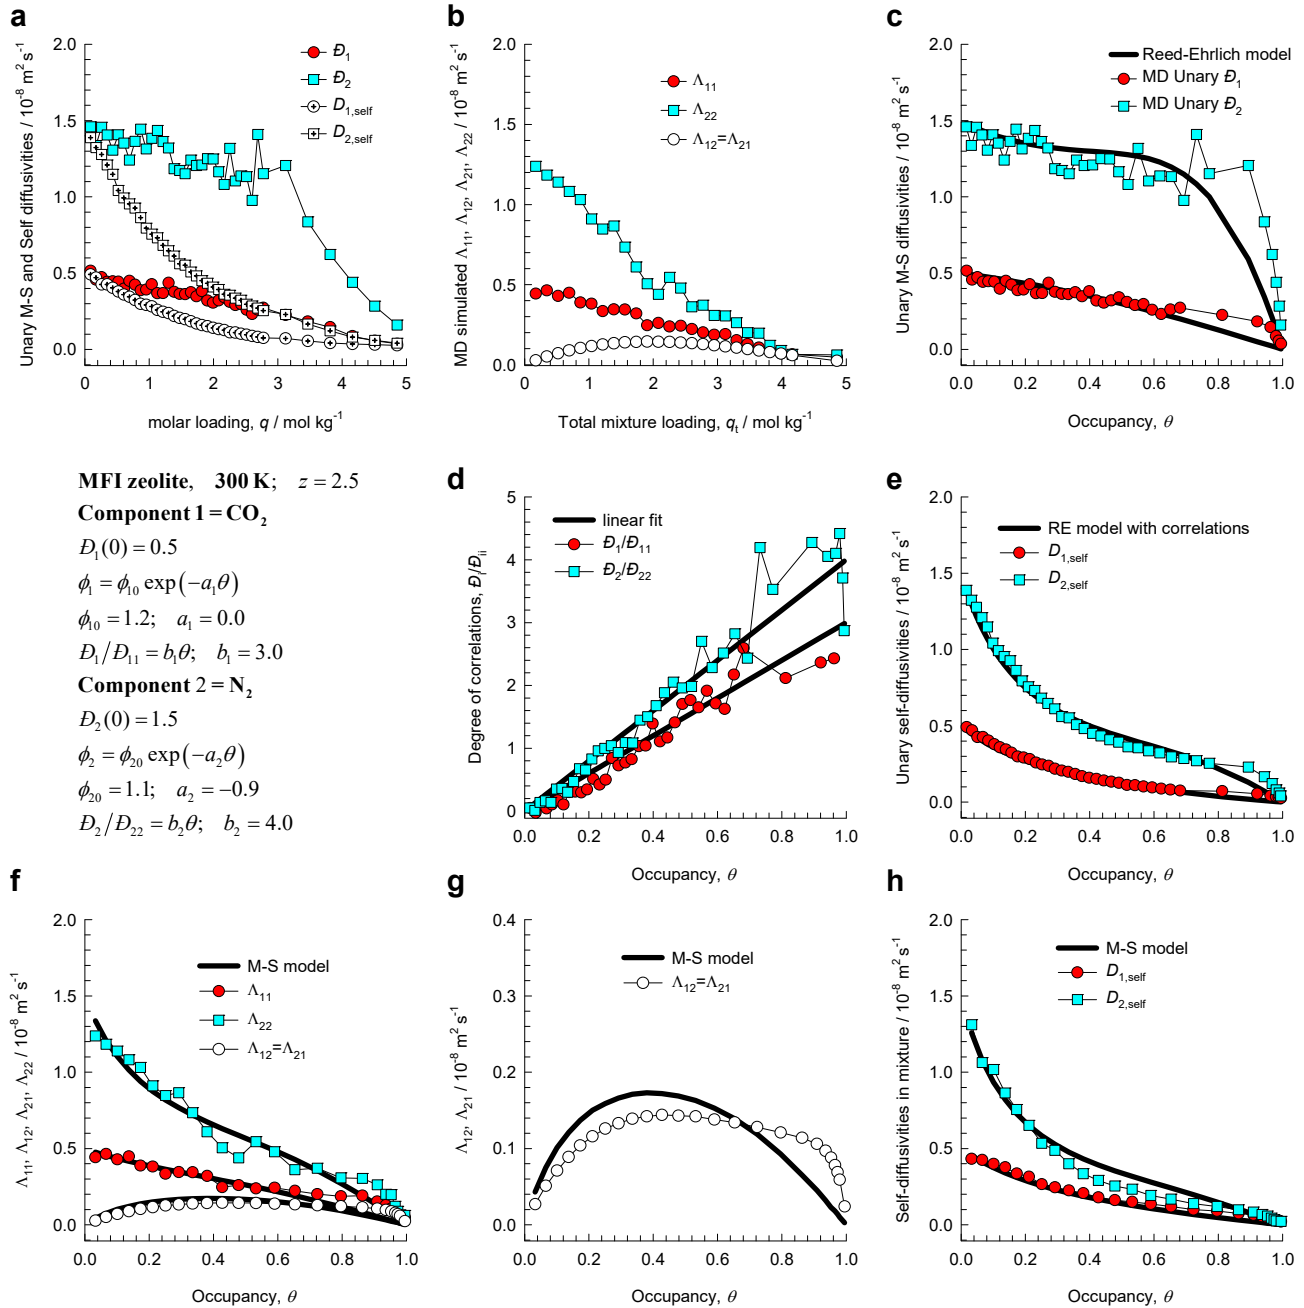 a
Unary M-S and Self diffusivities / 10⁻⁸ m² s⁻¹
2.0
1.5
1.0
0.5
0.0
Đ₁
Đ₂
D₁,self
D₂,self
0 1 2 3 4 5
molar loading, q / mol kg⁻¹
b
MD simulated Λ₁₁, Λ₁₂, Λ₂₁, Λ₂₂ / 10⁻⁸ m² s⁻¹
2.0
1.5
1.0
0.5
0.0
Λ₁₁
Λ₂₂
Λ₁₂=Λ₂₁
0 1 2 3 4 5
Total mixture loading, qₜ / mol kg⁻¹
c
Unary M-S diffusivities / 10⁻⁸ m² s⁻¹
2.0
1.5
1.0
0.5
0.0
Reed-Ehrlich model
MD Unary Đ₁
MD Unary Đ₂
0.0 0.2 0.4 0.6 0.8 1.0
Occupancy, θ
MFI zeolite, 300 K; z = 2.5
Component 1 = CO₂
Đ₁(0) = 0.5
ϕ₁ = ϕ₁₀ exp(−a₁θ)
ϕ₁₀ = 1.2; a₁ = 0.0
Đ₁/Đ₁₁ = b₁θ; b₁ = 3.0
Component 2 = N₂
Đ₂(0) = 1.5
ϕ₂ = ϕ₂₀ exp(−a₂θ)
ϕ₂₀ = 1.1; a₂ = −0.9
Đ₂/Đ₂₂ = b₂θ; b₂ = 4.0
d
Degree of correlations, Đᵢ/Đᵢᵢ
5
4
3
2
1
0
linear fit
Đ₁/Đ₁₁
Đ₂/Đ₂₂
0.0 0.2 0.4 0.6 0.8 1.0
Occupancy, θ
e
Unary self-diffusivities / 10⁻⁸ m² s⁻¹
2.0
1.5
1.0
0.5
0.0
RE model with correlations
D₁,self
D₂,self
0.0 0.2 0.4 0.6 0.8 1.0
Occupancy, θ
f
Λ₁₁, Λ₁₂, Λ₂₁, Λ₂₂ / 10⁻⁸ m² s⁻¹
2.0
1.5
1.0
0.5
0.0
M-S model
Λ₁₁
Λ₂₂
Λ₁₂=Λ₂₁
0.0 0.2 0.4 0.6 0.8 1.0
Occupancy, θ
g
Λ₁₂, Λ₂₁ / 10⁻⁸ m² s⁻¹
0.4
0.3
0.2
0.1
0.0
M-S model
Λ₁₂=Λ₂₁
0.0 0.2 0.4 0.6 0.8 1.0
Occupancy, θ
h
Self-diffusivities in mixture / 10⁻⁸ m² s⁻¹
2.0
1.5
1.0
0.5
0.0
M-S model
D₁,self
D₂,self
0.0 0.2 0.4 0.6 0.8 1.0
Occupancy, θ